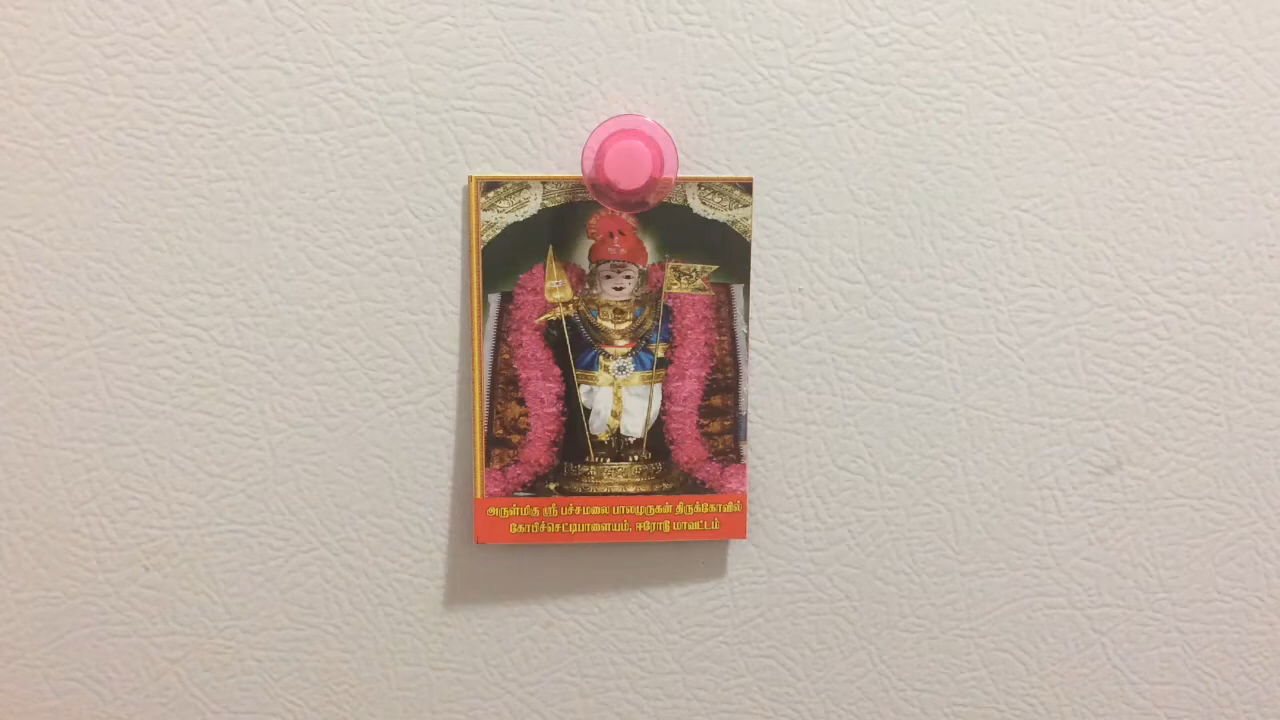 அருள்மிகு ஸ்ரீ பச்சமலை பாலமுருகன் திருக்கோவில்
கோபிச்செட்டிபாளையம், ஈரோடு மாவட்டம்